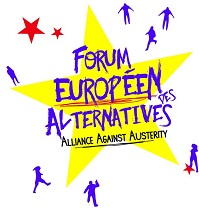 FORUM
EUROPÉEN
DES
ALTERNATIVES
ALLIANCE AGAINST AUSTERITY